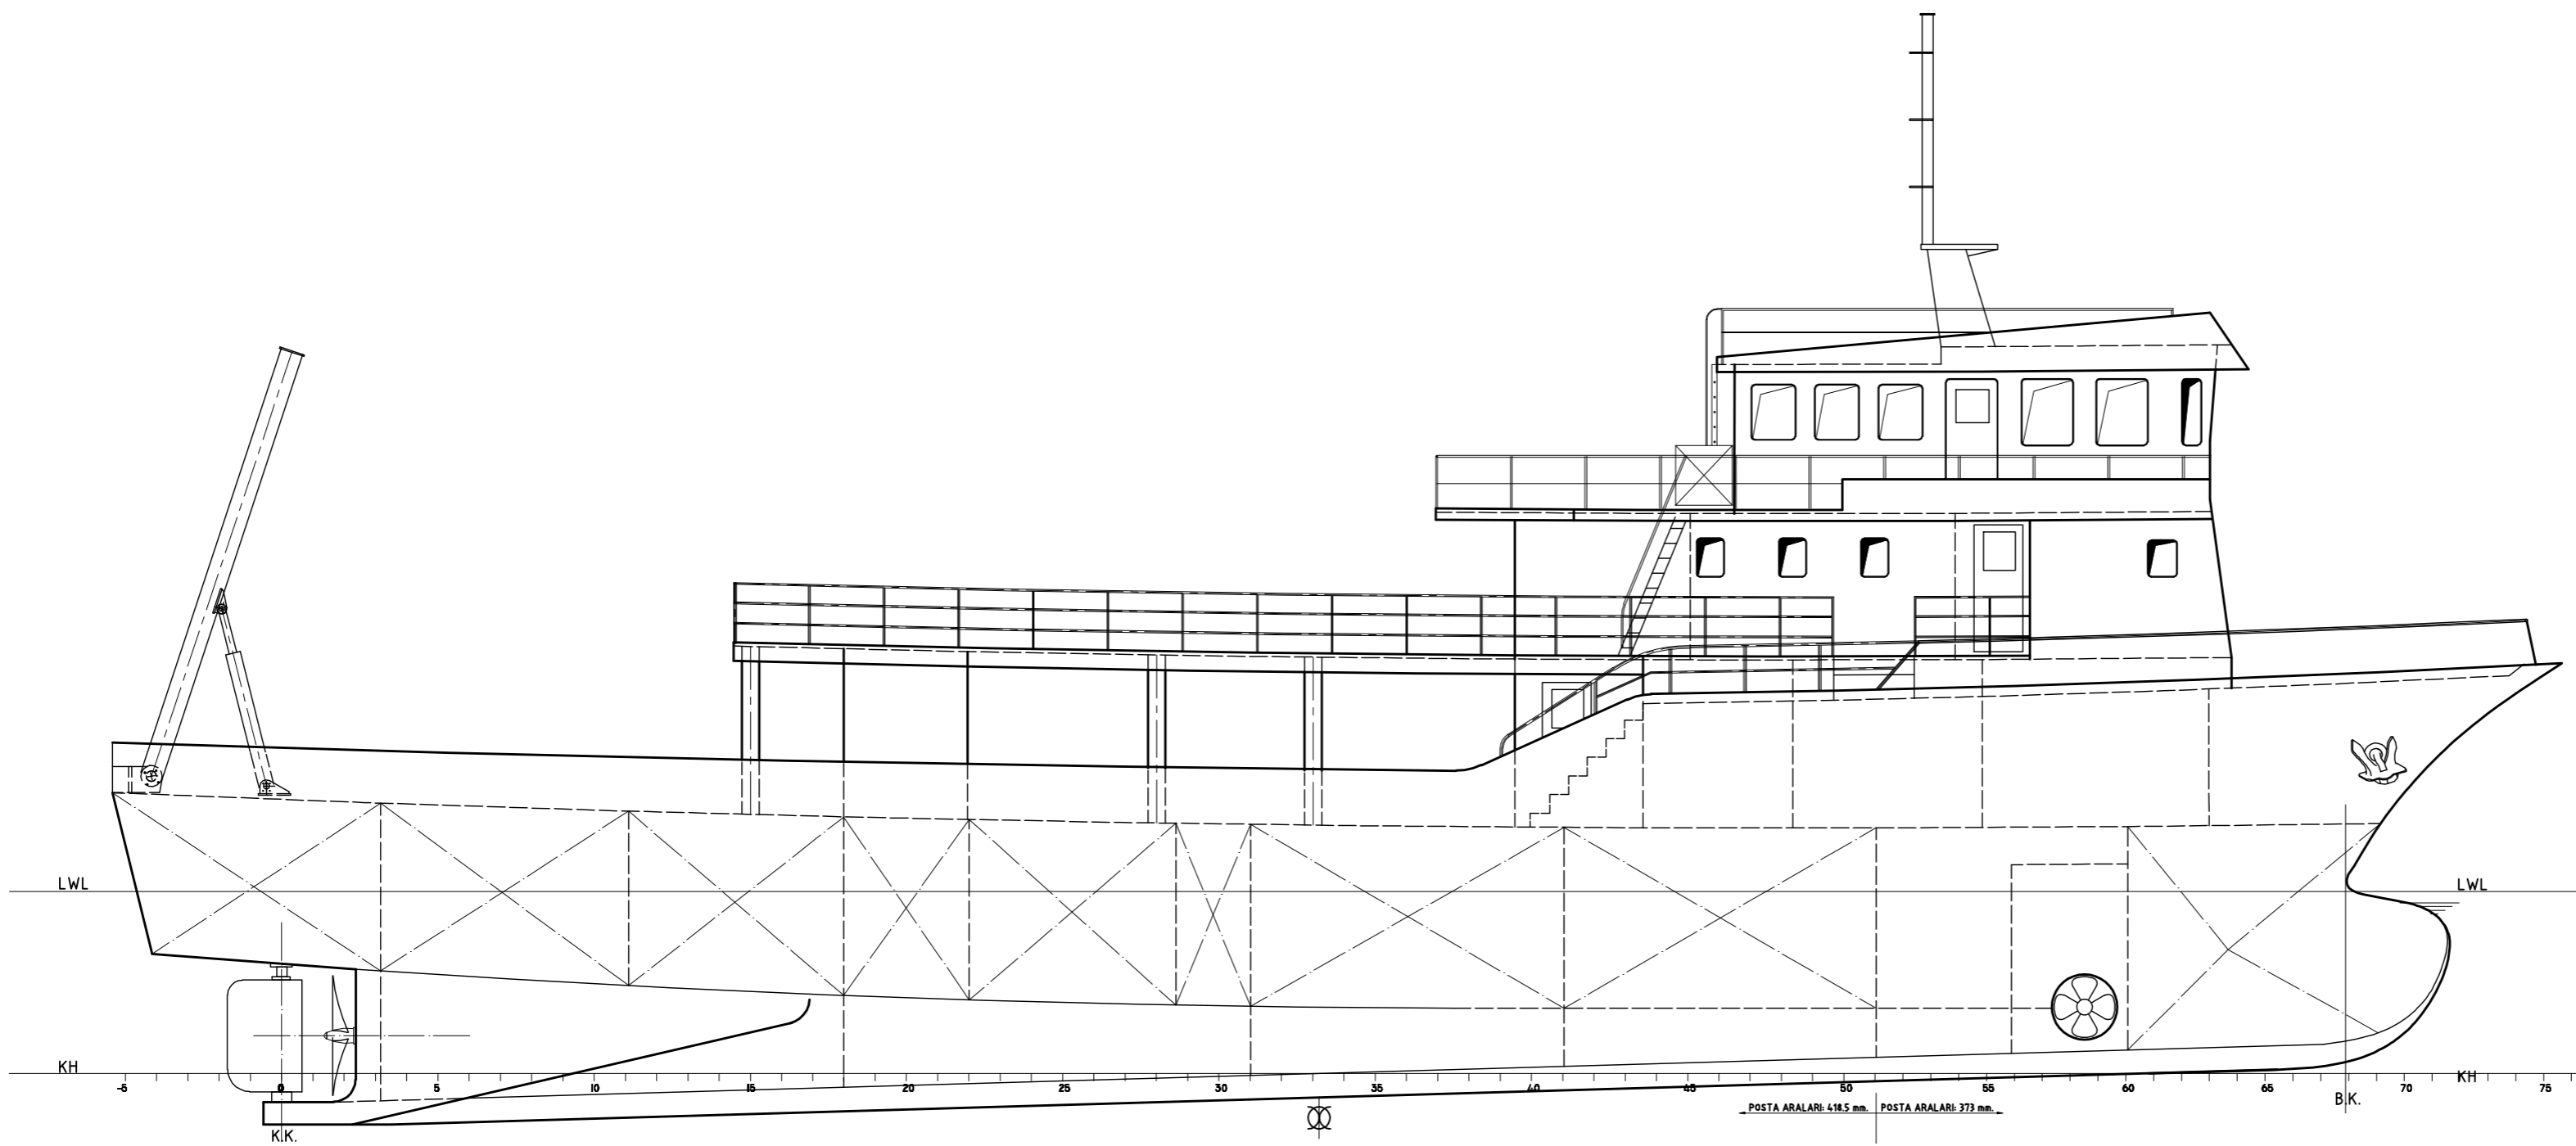 LWL LWL
KH KH
-5 0 5 10 15 20 25 30 35 40 45 50 55 60 65 70 75
POSTA ARALARI: 418.5 mm. POSTA ARALARI: 373 mm.
K.K. B.K.